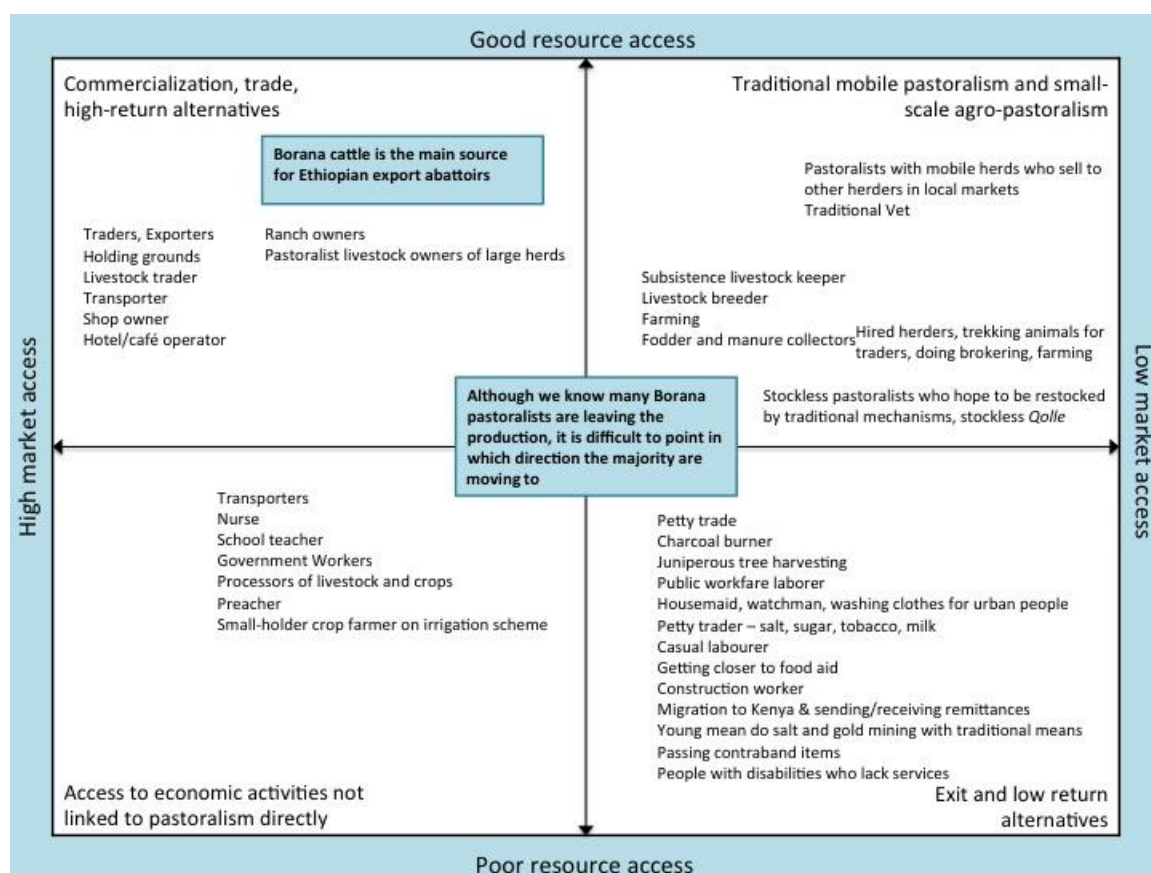 Good resource access
Commercialization, trade,
high-return alternatives
Traditional mobile pastoralism and small-
scale agro-pastoralism
Borana cattle is the main source
for Ethiopian export abattoirs
Pastoralists with mobile herds who sell to
other herders in local markets
Traditional Vet
Traders, Exporters
Holding grounds
Livestock trader
Transporter
Shop owner
Hotel/café operator
Ranch owners
Pastoralist livestock owners of large herds
Subsistence livestock keeper
Livestock breeder
Farming
Fodder and manure collectors
Hired herders, trekking animals for
traders, doing brokering, farming
Stockless pastoralists who hope to be restocked
by traditional mechanisms, stockless Qolle
High market access
Although we know many Borana
pastoralists are leaving the
production, it is difficult to point in
which direction the majority are
moving to
Low market access
Transporters
Nurse
School teacher
Government Workers
Processors of livestock and crops
Preacher
Small-holder crop farmer on irrigation scheme
Petty trade
Charcoal burner
Juniperous tree harvesting
Public workfare laborer
Housemaid, watchman, washing clothes for urban people
Petty trader – salt, sugar, tobacco, milk
Casual labourer
Getting closer to food aid
Construction worker
Migration to Kenya & sending/receiving remittances
Young mean do salt and gold mining with traditional means
Passing contraband items
People with disabilities who lack services
Access to economic activities not
linked to pastoralism directly
Exit and low return
alternatives
Poor resource access